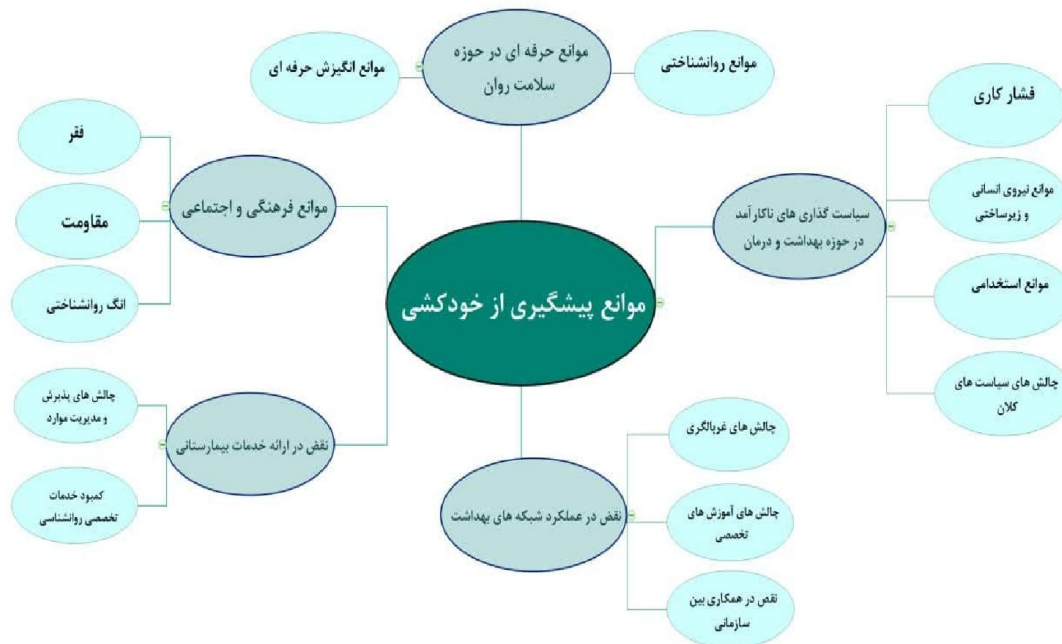 موانع حرفه ای در حوزه
سلامت روان
موانع روانشناختی
موانع انگیزش حرفه ای
سیاست گذاری های ناکارآمد
در حوزه بهداشت و درمان
فشار کاری
موانع نیروی انسانی
و زیرساختی
موانع استخدامی
چالش های سیاست های
کلان
موانع فرهنگی و اجتماعی
فقر
مقاومت
انگ روانشناختی
موانع پیشگیری از خودکشی
نقض در ارائه خدمات بیمارستانی
چالش های پذیرش
و مدیریت موارد
کمبود خدمات
تخصصی روانشناسی
نقض در عملکرد شبکه های بهداشت
چالش های غربالگری
چالش های آموزش های
تخصصی
نقص در همکاری بین
سازمانی